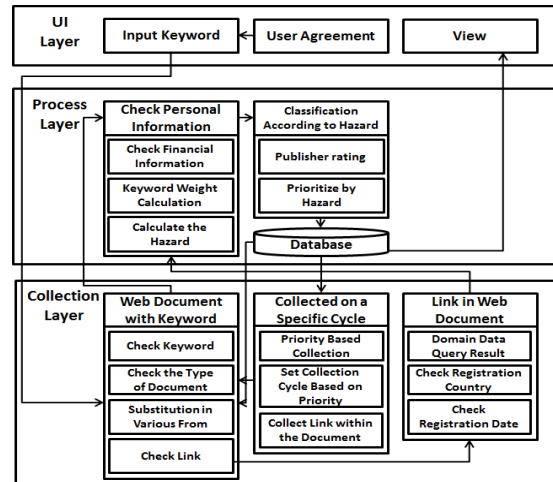 UI
Layer
Input Keyword
User Agreement
View
Process
Layer
Check Personal
Information
Check Financial
Information
Keyword Weight
Calculation
Calculate the
Hazard
Classification
According to Hazard
Publisher rating
Prioritize by
Hazard
Database
Collection
Layer
Web Document
with Keyword
Check Keyword
Check the Type
of Document
Substitution in
Various From
Check Link
Collected on a
Specific Cycle
Priority Based
Collection
Set Collection
Cycle Based on
Priority
Collect Link within
the Document
Link in Web
Document
Domain Data
Query Result
Check Registration
Country
Check
Registration Date